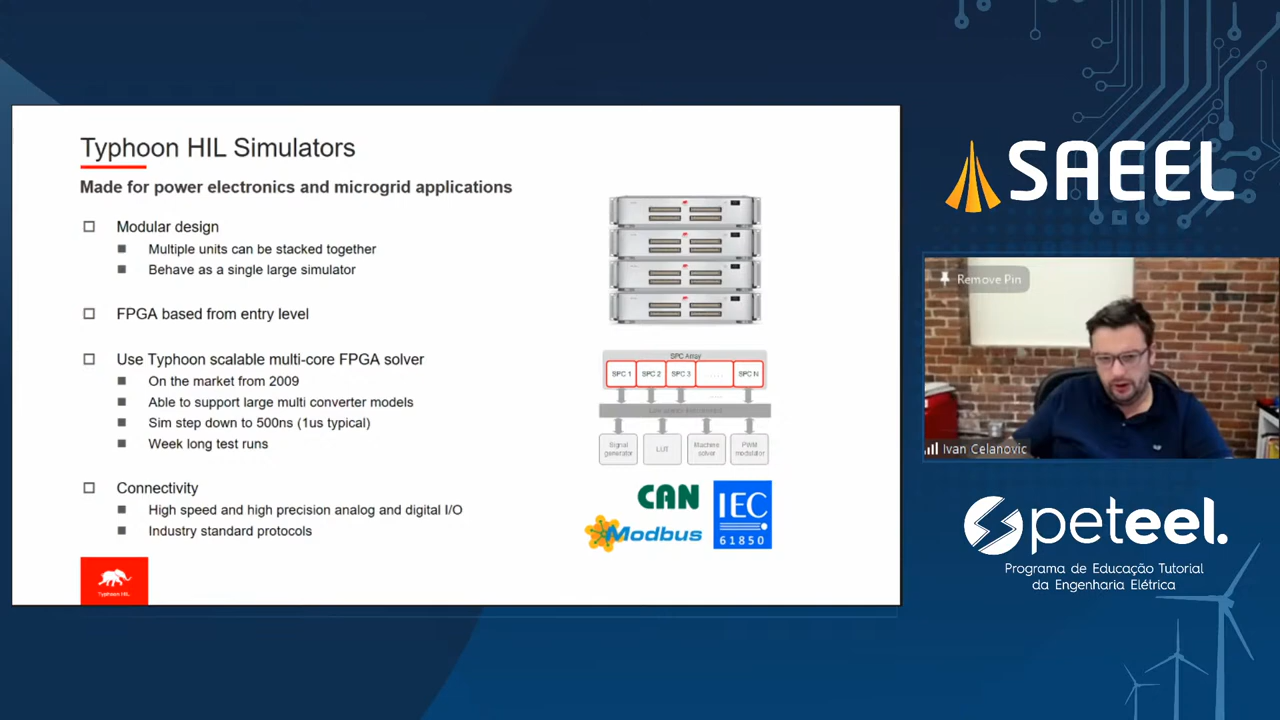 Typhoon HIL Simulators
Made for power electronics and microgrid applications
Modular design
Multiple units can be stacked together
Behave as a single large simulator
FPGA based from entry level
Use Typhoon scalable multi-core FPGA solver
On the market from 2009
Able to support large multi converter models
Sim step down to 500ns (1us typical)
Week long test runs
Connectivity
High speed and high precision analog and digital I/O
Industry standard protocols
Typhoon HIL
SPC Array
SPC 1
SPC 2
SPC 3
SPC N
Signal
generator
LUT
Machine
solver
PWM
modulator
CAN
Modbus
IEC
61850
SAEEL
Remove Pin
Ivan Celanovic
peteel.
Programa de Educação Tutorial
da Engenharia Elétrica